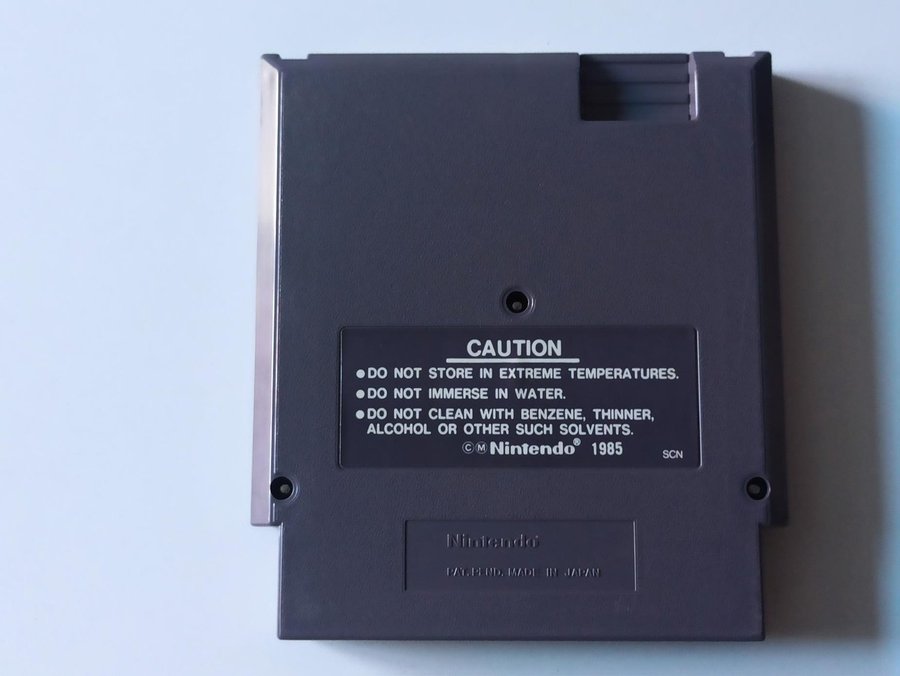 CAUTION
●DO NOT STORE IN EXTREME TEMPERATURES.
●DO NOT IMMERSE IN WATER.
●DO NOT CLEAN WITH BENZENE, THINNER,
ALCOHOL OR OTHER SUCH SOLVENTS.
ⒸⓂNintendo® 1985 SCN
Nintendo®
PAT. PEND. MADE IN JAPAN